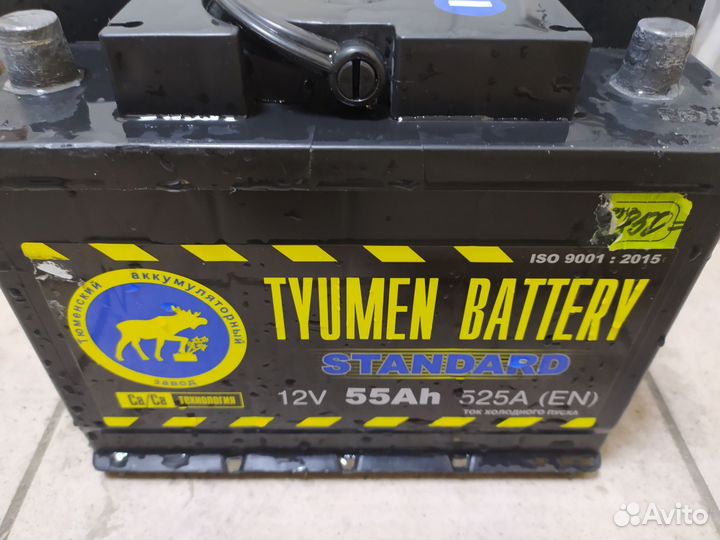 ISO 9001 : 2015
Тюменский аккумуляторный
завод
TYUMEN BATTERY
STANDARD
Ca/Ca технология
12V 55Ah 525A (EN)
ТОК ХОЛОДНОГО ПУСКА
Avito